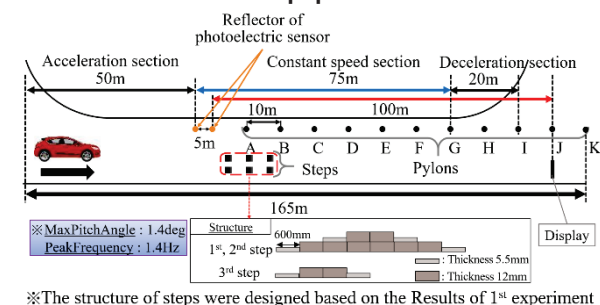 Reflector of
photoelectric sensor
Acceleration section
Constant speed section
Deceleration section
50m
75m
20m
10m
100m
5m
A B C D E F G H I J K
Steps
Pylons
165m
Display
※MaxPitchAngle : 1.4deg
PeakFrequency : 1.4Hz
Structure
600mm
1st, 2nd step
: Thickness 5.5mm
3rd step
: Thickness 12mm
※The structure of steps were designed based on the Results of 1st experiment